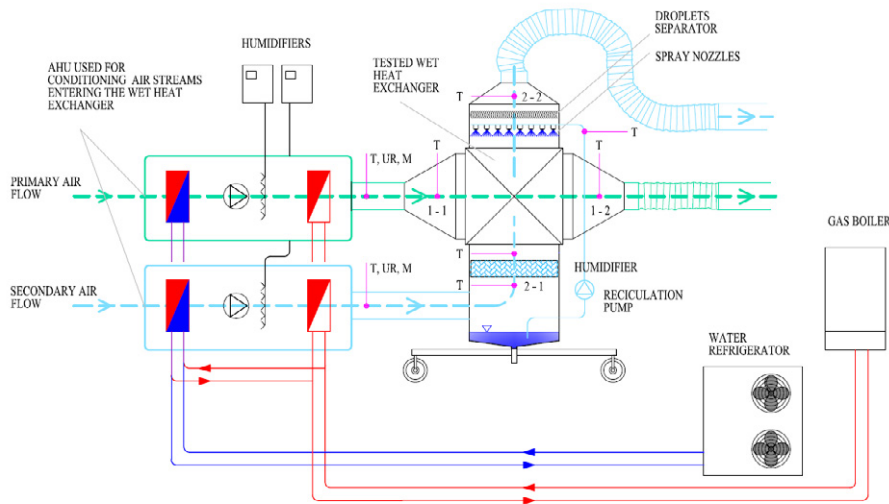 DROPLETS
SEPARATOR
HUMIDIFIERS
SPRAY NOZZLES
AHU USED FOR
CONDITIONING AIR STREAMS
ENTERING THE WET HEAT
EXCHANGER
TESTED WET
HEAT
EXCHANGER
T
2-2
T
T
T, UR, M
T
PRIMARY AIR
FLOW
1-1
1-2
GAS BOILER
T
T, UR, M
T
HUMIDIFIER
SECONDARY AIR
FLOW
2-1
RECICULATION
PUMP
WATER
REFRIGERATOR